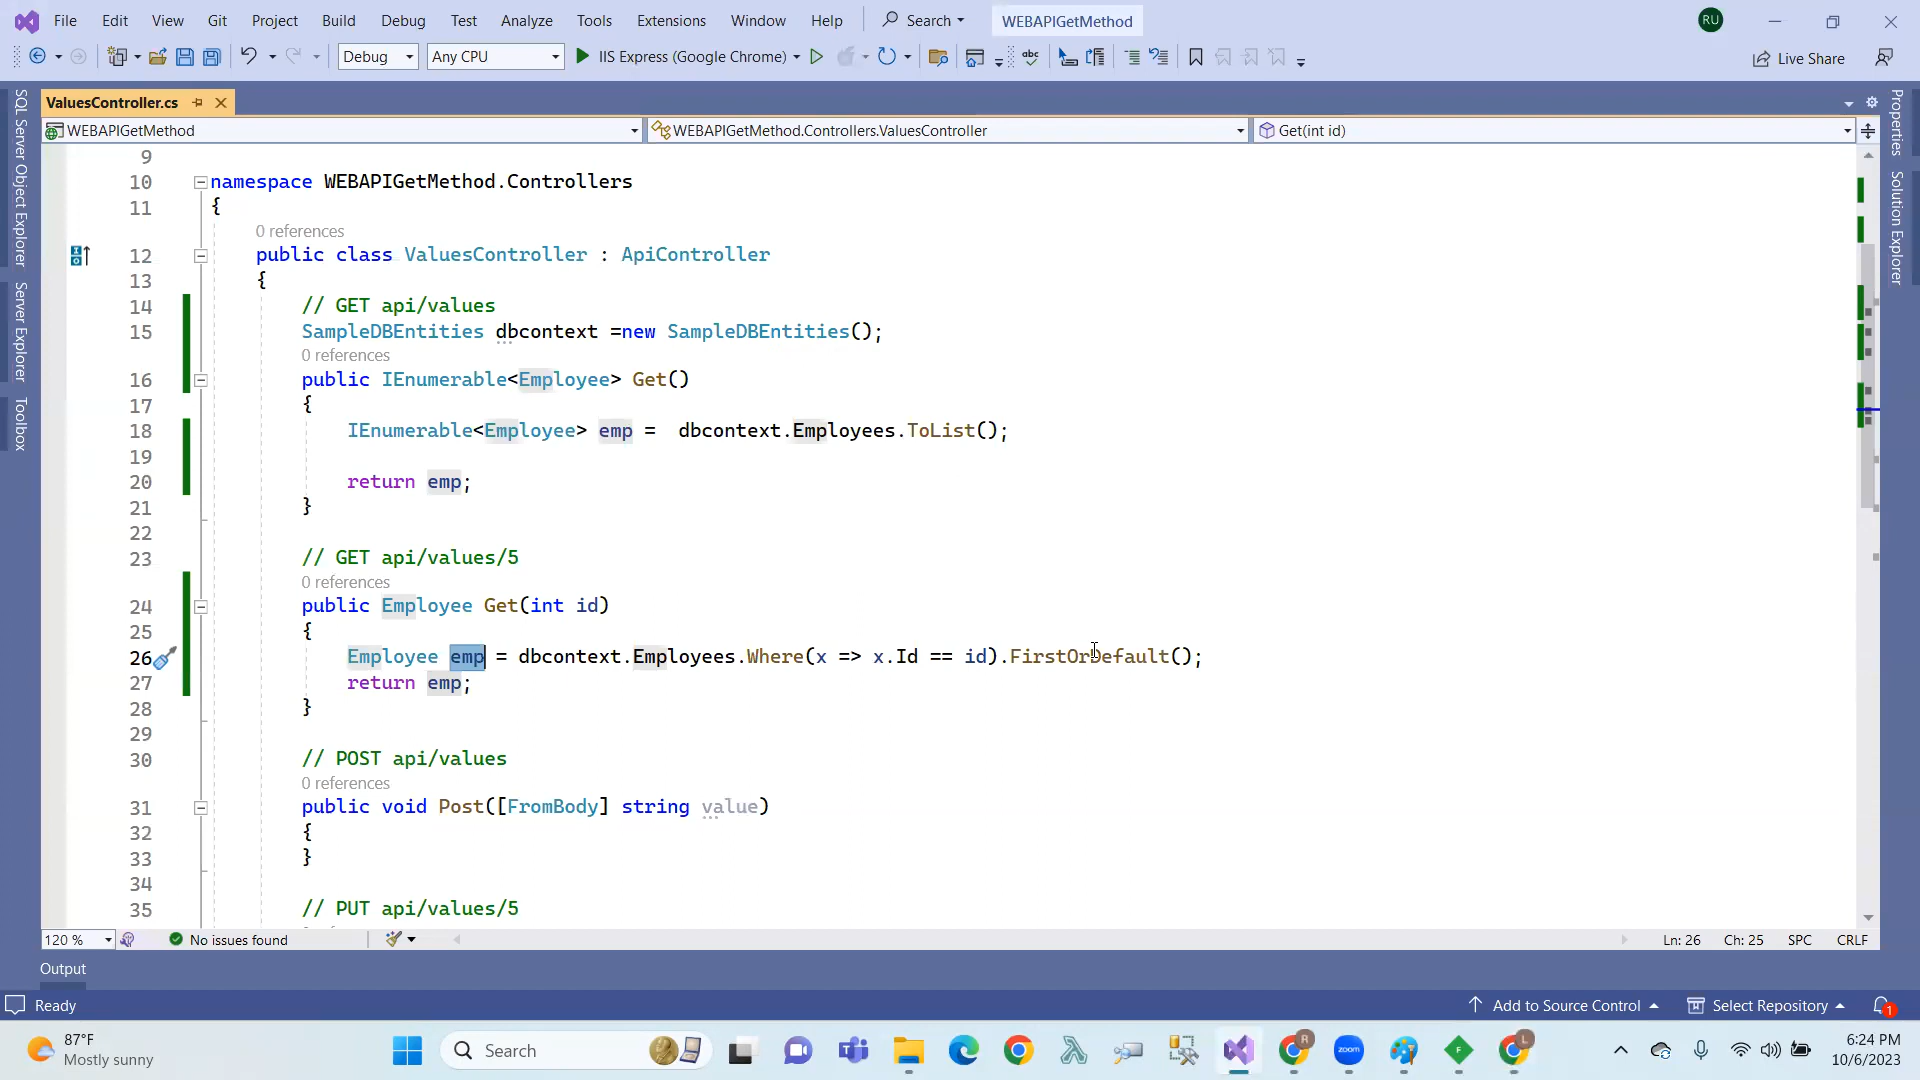 File Edit View Git Project Build Debug Test Analyze Tools Extensions Window Help Search WEBAPIGetMethod RU
Debug Any CPU IIS Express (Google Chrome) Live Share
ValuesController.cs
WEBAPIGetMethod WEBAPIGetMethod.Controllers.ValuesController Get(int id)
SQL Server Object Explorer
Server Explorer
Toolbox
Properties
Solution Explorer
9
10 namespace WEBAPIGetMethod.Controllers
11 {
0 references
12 public class ValuesController : ApiController
13 {
14 // GET api/values
15 SampleDBEntities dbcontext =new SampleDBEntities();
0 references
16 public IEnumerable<Employee> Get()
17 {
18 IEnumerable<Employee> emp =  dbcontext.Employees.ToList();
19
20 return emp;
21 }
22
23 // GET api/values/5
0 references
24 public Employee Get(int id)
25 {
26 Employee emp = dbcontext.Employees.Where(x => x.Id == id).FirstOrDefault();
27 return emp;
28 }
29
30 // POST api/values
0 references
31 public void Post([FromBody] string value)
32 {
33 }
34
35 // PUT api/values/5
120 % No issues found Ln: 26 Ch: 25 SPC CRLF
Output
Ready Add to Source Control Select Repository 1
87°F
Mostly sunny
Search
zoom
R
F
L
6:24 PM
10/6/2023